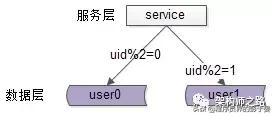 服务层
service
uid%2=0
uid%2=1
数据层
user0
user1
架构师之路